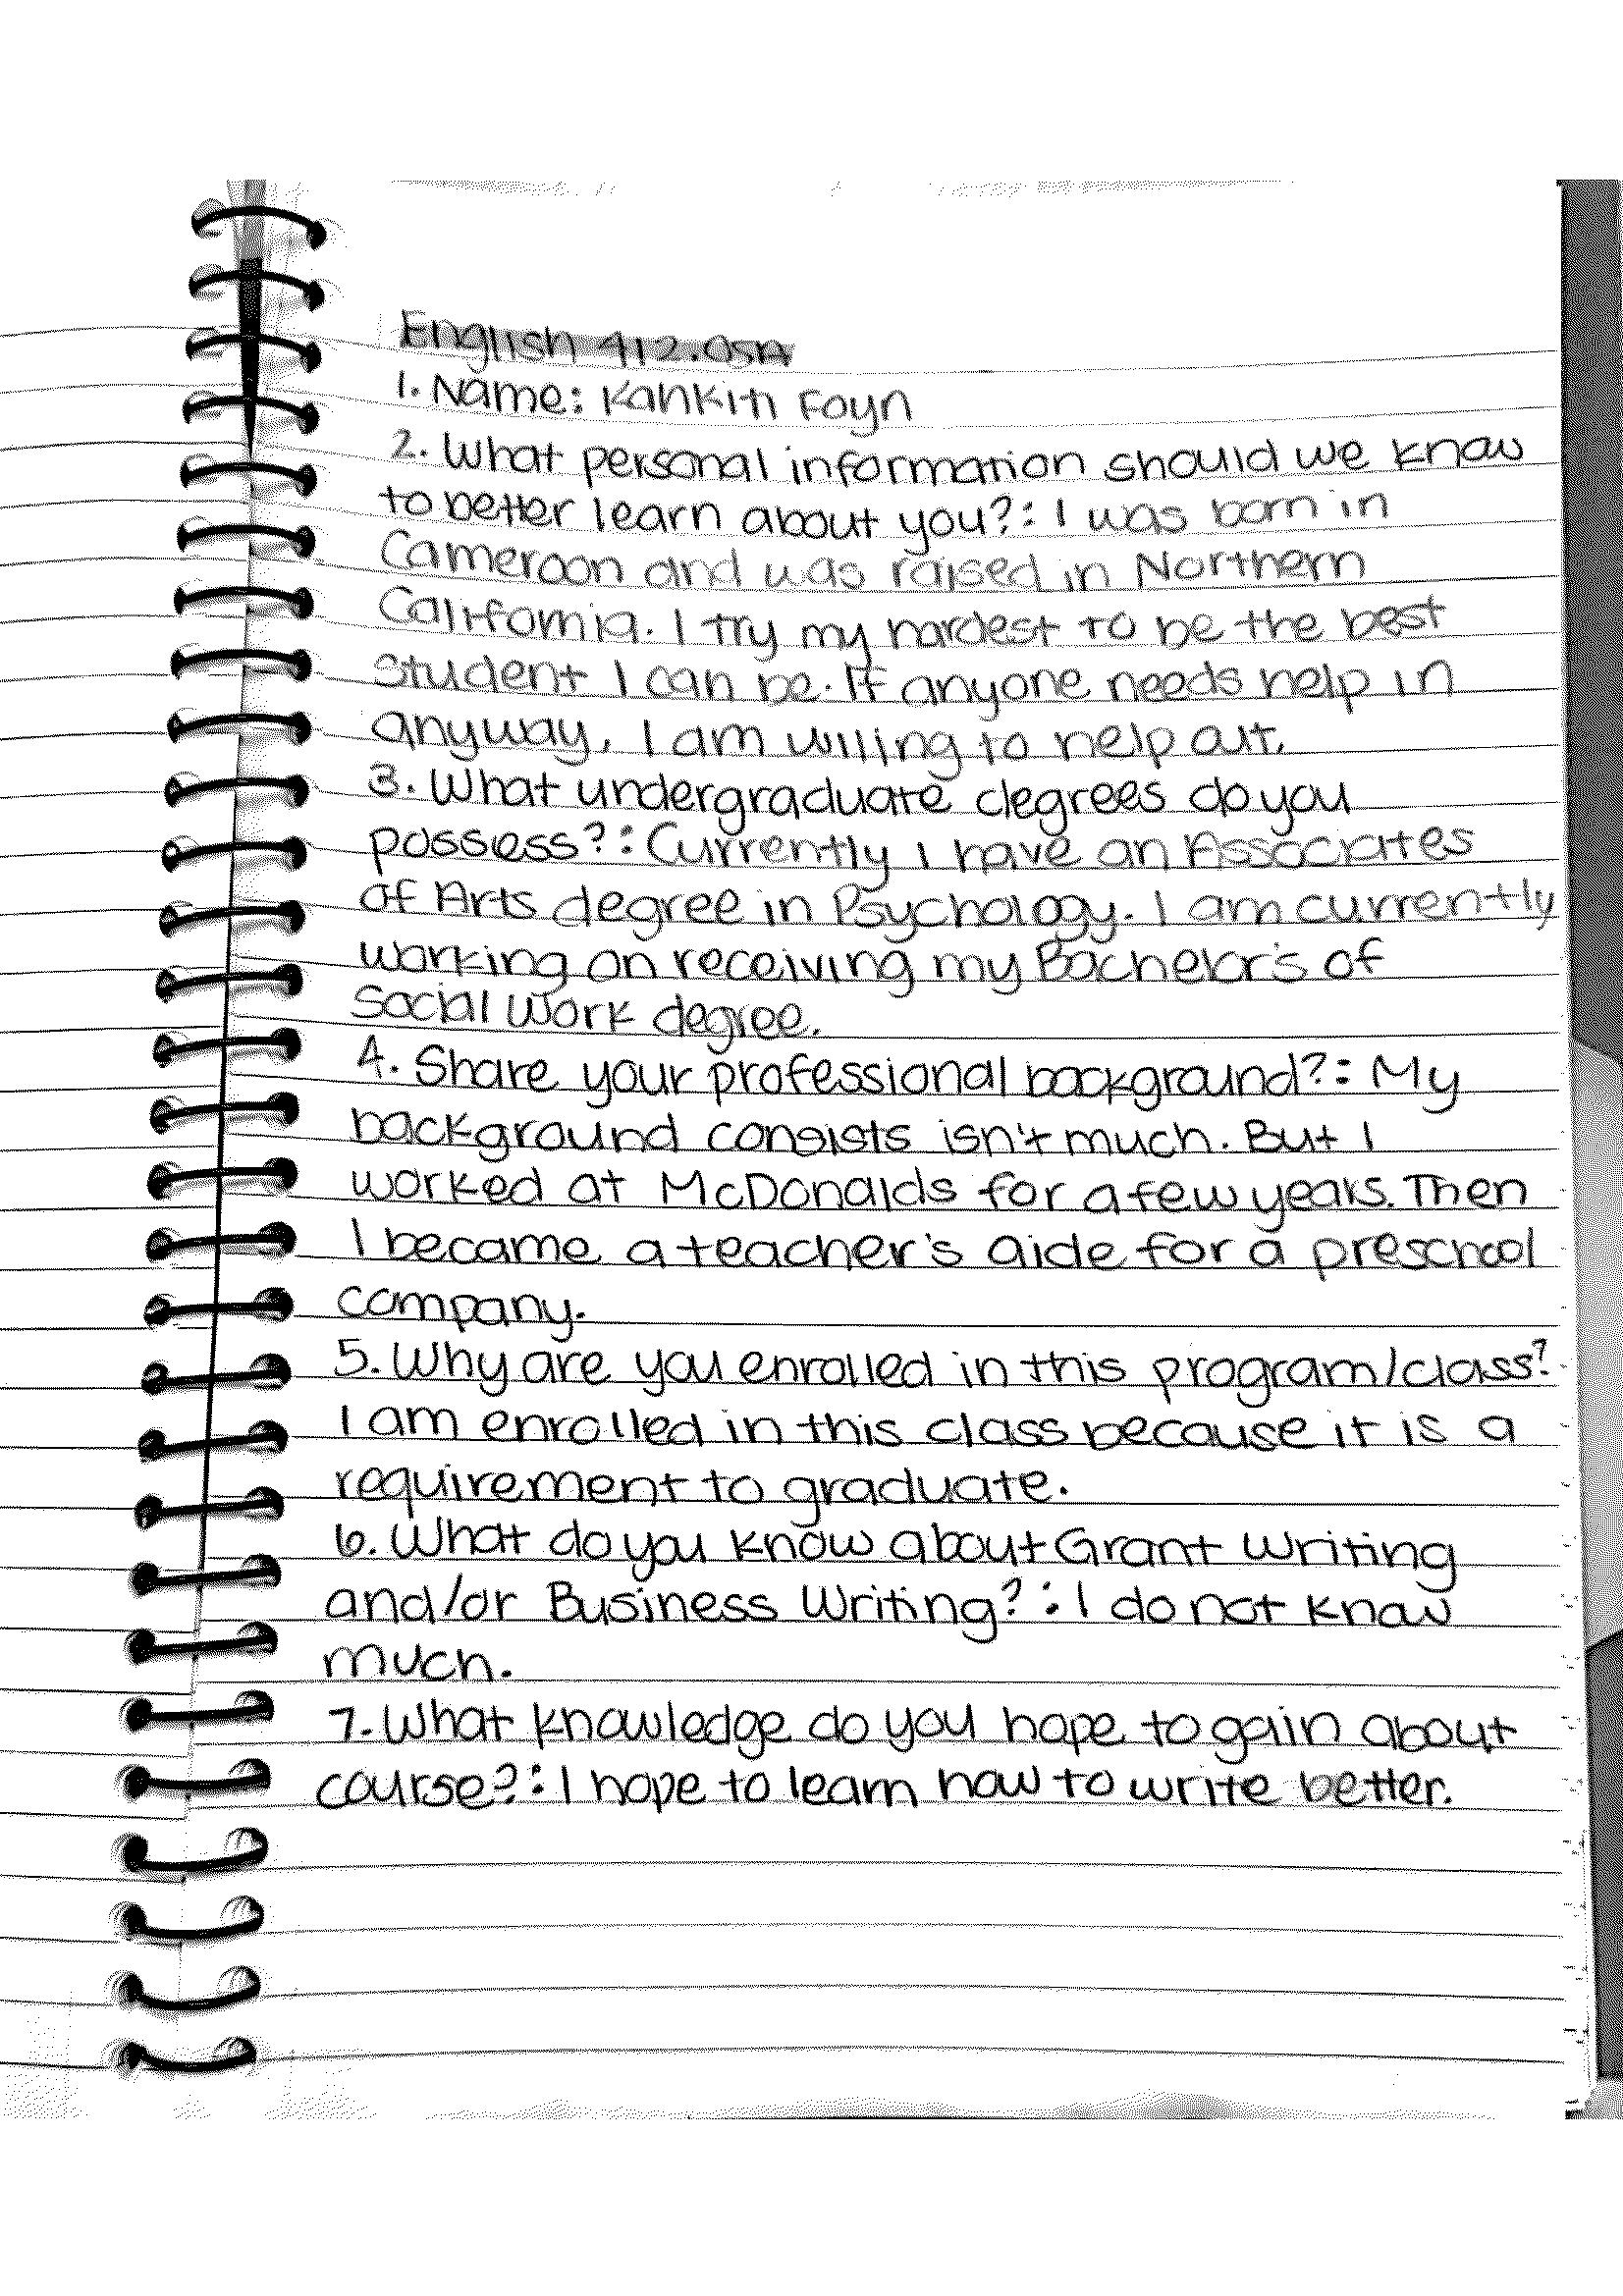 English 412.05A
1. Name: Kahkiti Foyn
2. What personal information should we know
to better learn about you?: I was born in
Cameroon and was raised in Northern
California. I try my hardest to be the best
student I can be. If anyone needs help in
anyway, I am willing to help out.
3. What undergraduate degrees do you
possess?: Currently I have an Associates
of Arts degree in Psychology. I am currently
working on receiving my Bachelor's of
Social Work degree.
4. Share your professional background?: My
background consists isn't much. But I
worked at McDonalds for a few years. Then
I became a teacher's aide for a preschool
company.
5. Why are you enrolled in this program/class?
I am enrolled in this class because it is a
requirement to graduate.
6. What do you know about Grant Writing
and/or Business Writing?: I do not know
much.
7. What knowledge do you hope to gain about
course?: I hope to learn how to write better.